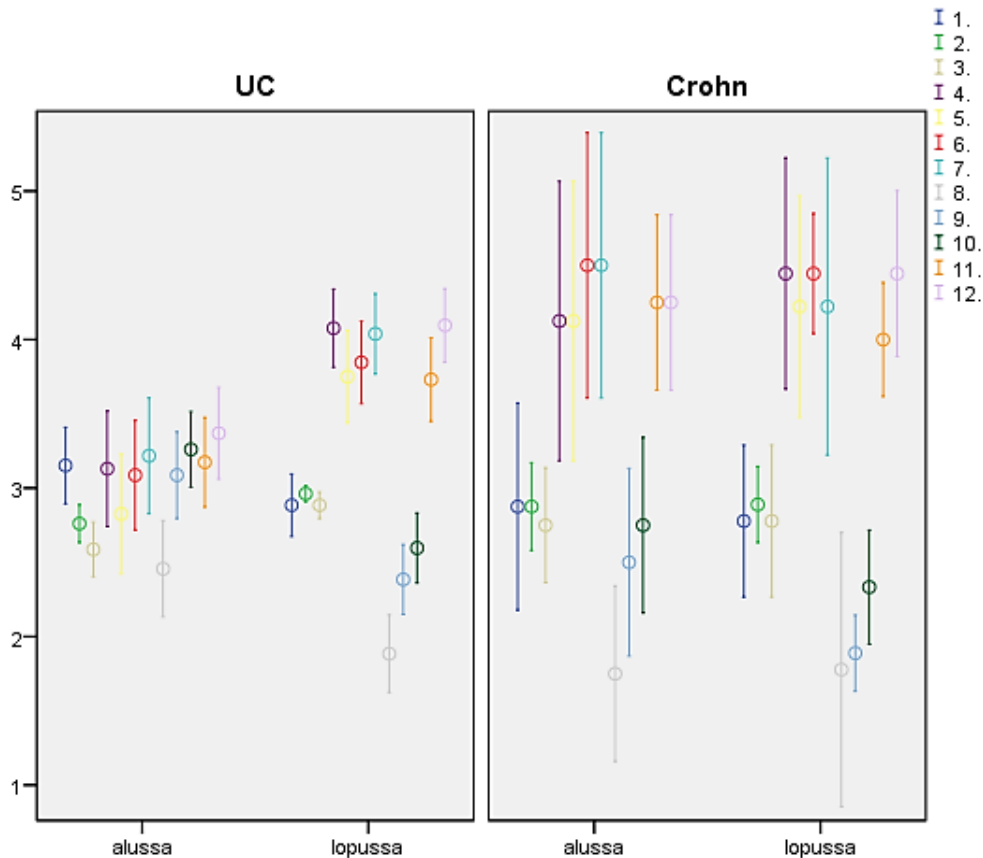 1.
2.
3.
4.
5.
6.
7.
8.
9.
10.
11.
12.
UC
Crohn
5
4
3
2
1
alussa
lopussa
alussa
lopussa